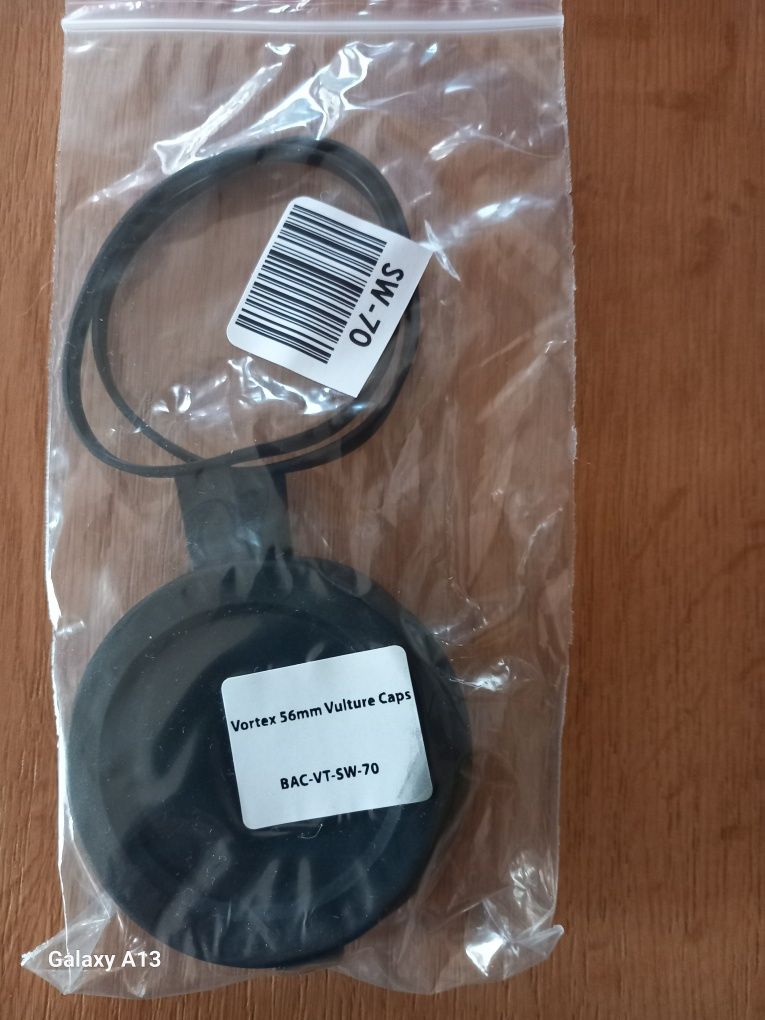 SW-70
Vortex 56mm Vulture Caps
BAC-VT-SW-70
Galaxy A13